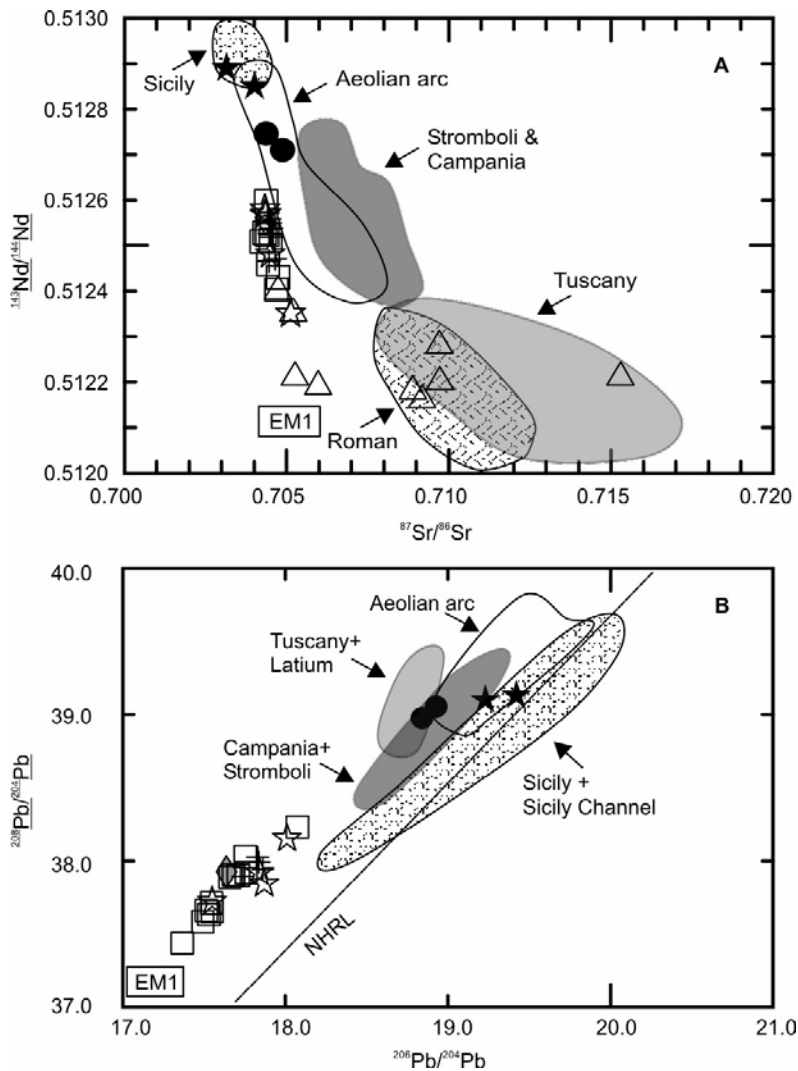 0.5130
0.5128
0.5126
0.5124
0.5122
0.5120
¹⁴³Nd/¹⁴⁴Nd
A
Sicily
Aeolian arc
Stromboli &
Campania
Tuscany
EM1
Roman
0.700
0.705
0.710
0.715
0.720
⁸⁷Sr/⁸⁶Sr
40.0
39.0
38.0
37.0
²⁰⁸Pb/²⁰⁴Pb
B
Aeolian arc
Tuscany+
Latium
Campania+
Stromboli
Sicily +
Sicily Channel
NHRL
EM1
17.0
18.0
19.0
20.0
21.0
²⁰⁶Pb/²⁰⁴Pb